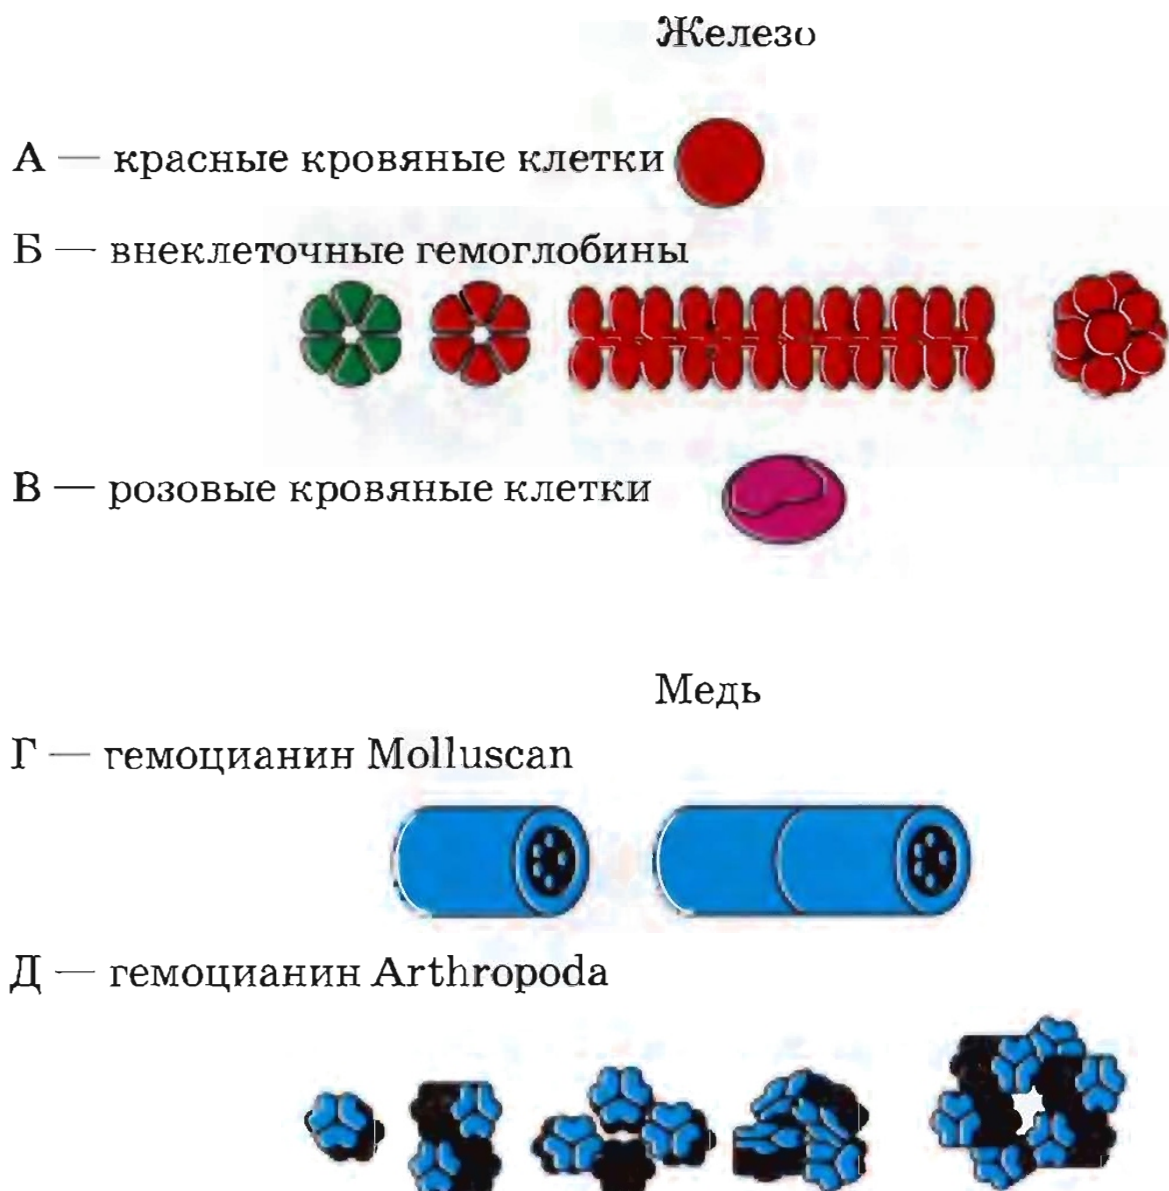 Железо
А — красные кровяные клетки
Б — внеклеточные гемоглобины
В — розовые кровяные клетки
Медь
Г — гемоцианин Molluscan
Д — гемоцианин Arthropoda